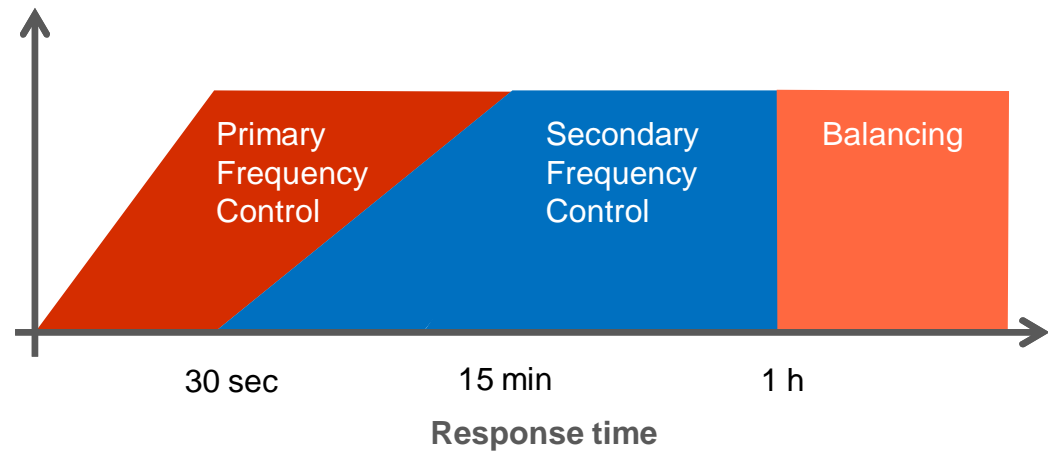 Primary
Frequency
Control
Secondary
Frequency
Control
Balancing
30 sec
15 min
1 h
Response time